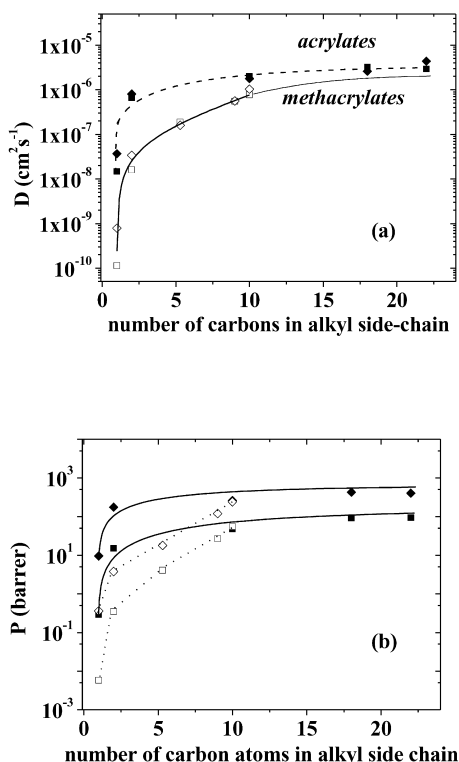 1x10⁻⁵
acrylates
1x10⁻⁶
methacrylates
1x10⁻⁷
D (cm²s⁻¹)
1x10⁻⁸
1x10⁻⁹
(a)
10⁻¹⁰
0 5 10 15 20
number of carbons in alkyl side-chain
10³
10¹
P (barrer)
10⁻¹
(b)
10⁻³
0 5 10 15 20
number of carbon atoms in alkyl side chain